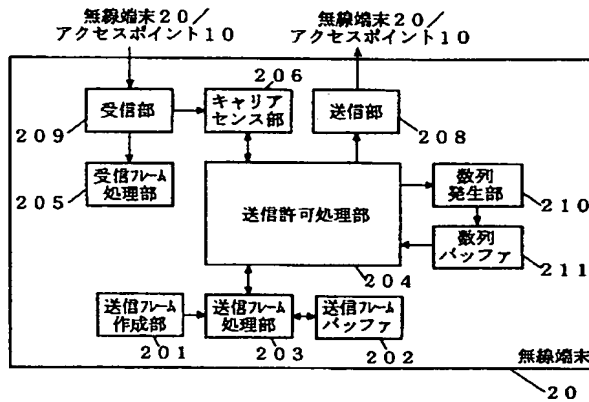 無線端末20／
アクセスポイント10
無線端末20／
アクセスポイント10
206
受信部
キャリア
センス部
送信部
209
208
受信フレーム
処理部
205
送信許可処理部
数列
発生部
210
数列
バッファ
211
204
送信フレーム
作成部
送信フレーム
処理部
送信フレーム
バッファ
201
203
202
無線端末
20